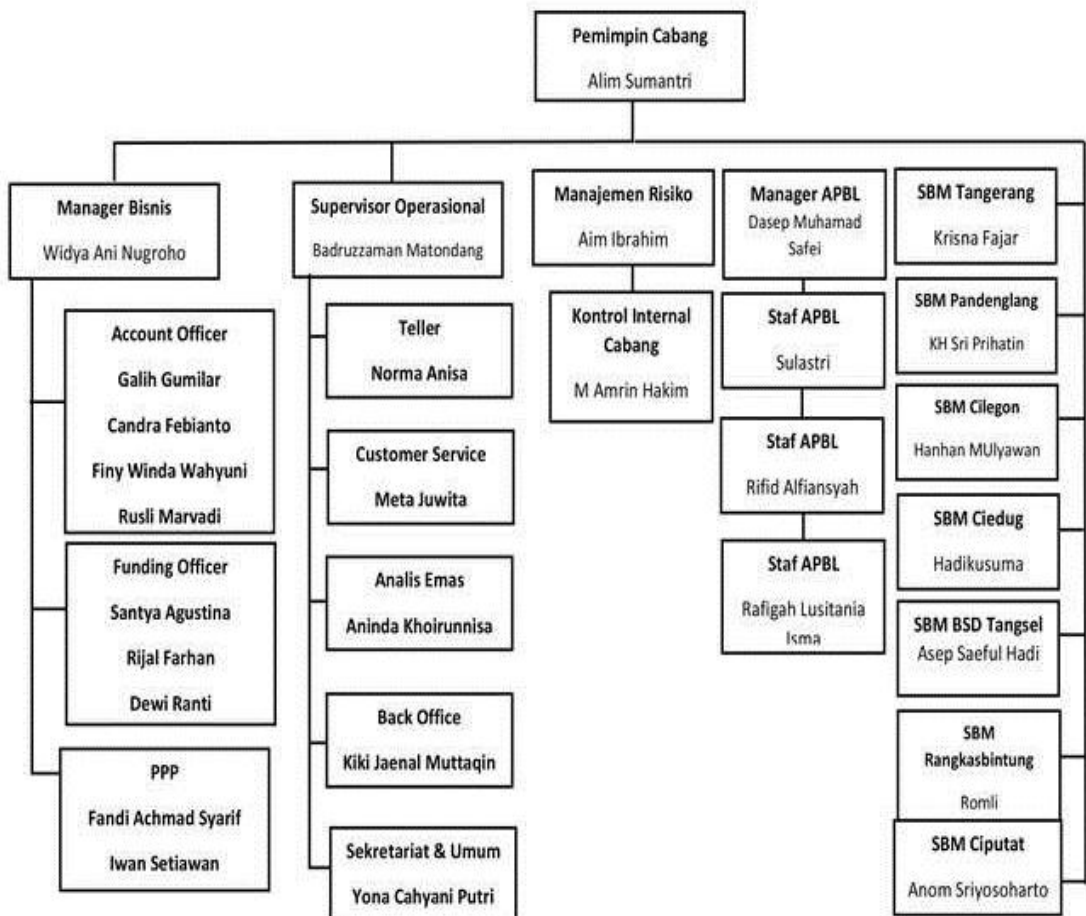 Pemimpin Cabang
Alim Sumantri
Manager Bisnis
Widya Ani Nugroho
Account Officer
Galih Gumilar
Candra Febianto
Finy Winda Wahyuni
Rusli Marvadi
Funding Officer
Santya Agustina
Rijal Farhan
Dewi Ranti
PPP
Fandi Achmad Syarif
Iwan Setiawan
Supervisor Operasional
Badruzzaman Matondang
Teller
Norma Anisa
Customer Service
Meta Juwita
Analis Emas
Aninda Khoirunnisa
Back Office
Kiki Jaenal Muttaqin
Sekretariat & Umum
Yona Cahyani Putri
Manajemen Risiko
Aim Ibrahim
Kontrol Internal
Cabang
M Amrin Hakim
Manager APBL
Dasep Muhamad
Safei
Staf APBL
Sulastri
Staf APBL
Rifid Alfiansyah
Staf APBL
Rafigah Lusitania
Isma
SBM Tangerang
Krisna Fajar
SBM Pandenglang
KH Sri Prihatin
SBM Cilegon
Hanhan MUlyawan
SBM Ciedug
Hadikusuma
SBM BSD Tangsel
Asep Saeful Hadi
SBM
Rangkasbintung
Romli
SBM Ciputat
Anom Sriyosoharto